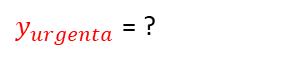 y_urgenta = ?